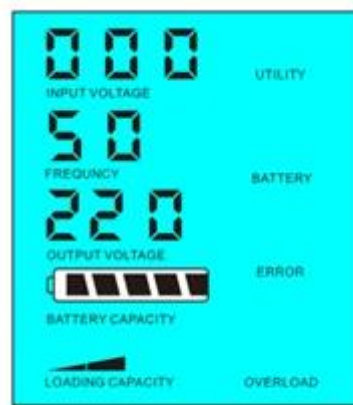 000
UTILITY
INPUT VOLTAGE
50
FREQUNCY
BATTERY
220
OUTPUT VOLTAGE
ERROR
BATTERY CAPACITY
LOADING CAPACITY
OVERLOAD